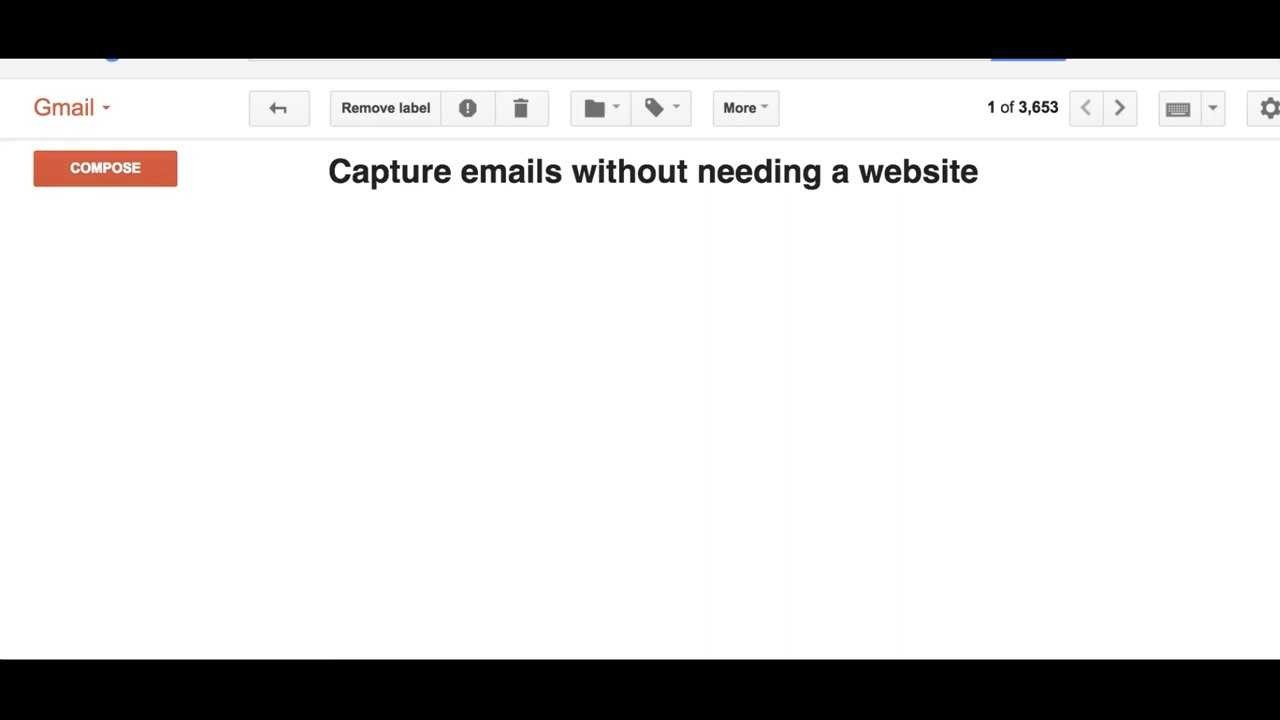 Gmail
Remove label
More
1 of 3,653
COMPOSE
Capture emails without needing a website